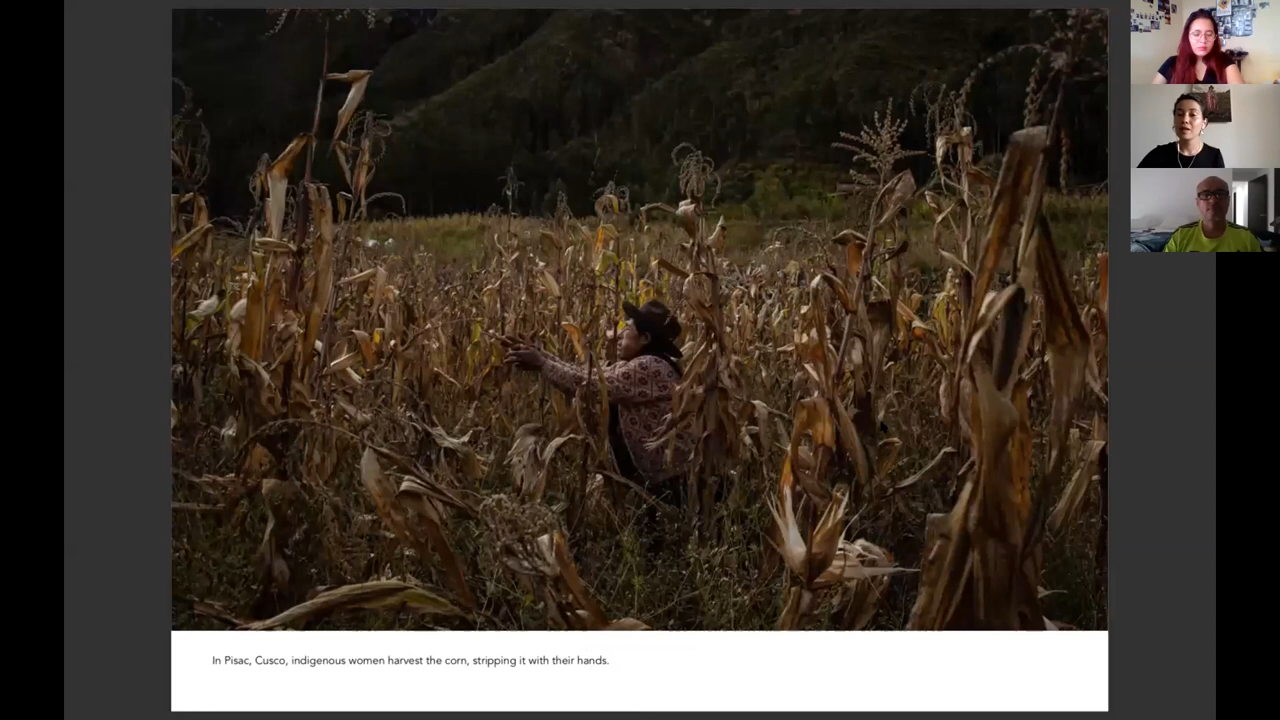 In Pisac, Cusco, indigenous women harvest the corn, stripping it with their hands.